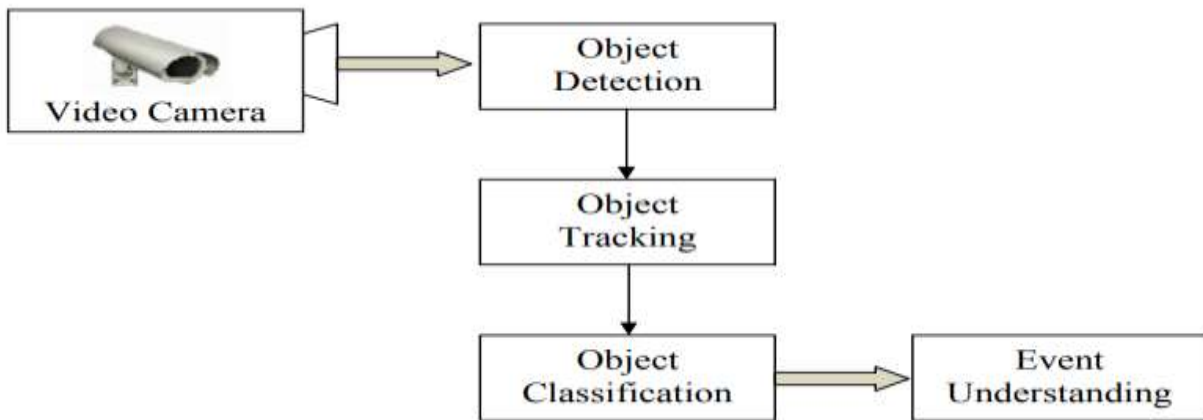 Video Camera
Object
Detection
Object
Tracking
Object
Classification
Event
Understanding